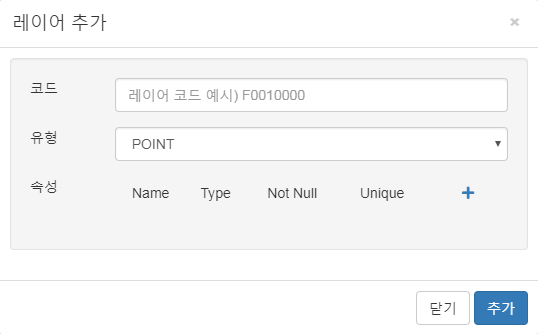 레이어 추가 ×
코드 레이어 코드 예시) F0010000
유형 POINT
속성 Name Type Not Null Unique +
닫기 추가